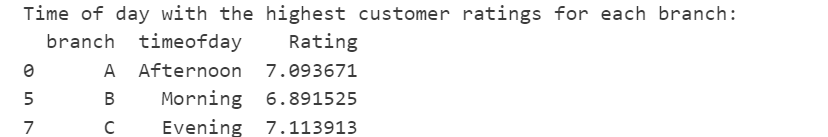 Time of day with the highest customer ratings for each branch:
branch timeofday Rating
0 A Afternoon 7.093671
5 B Morning 6.891525
7 C Evening 7.113913